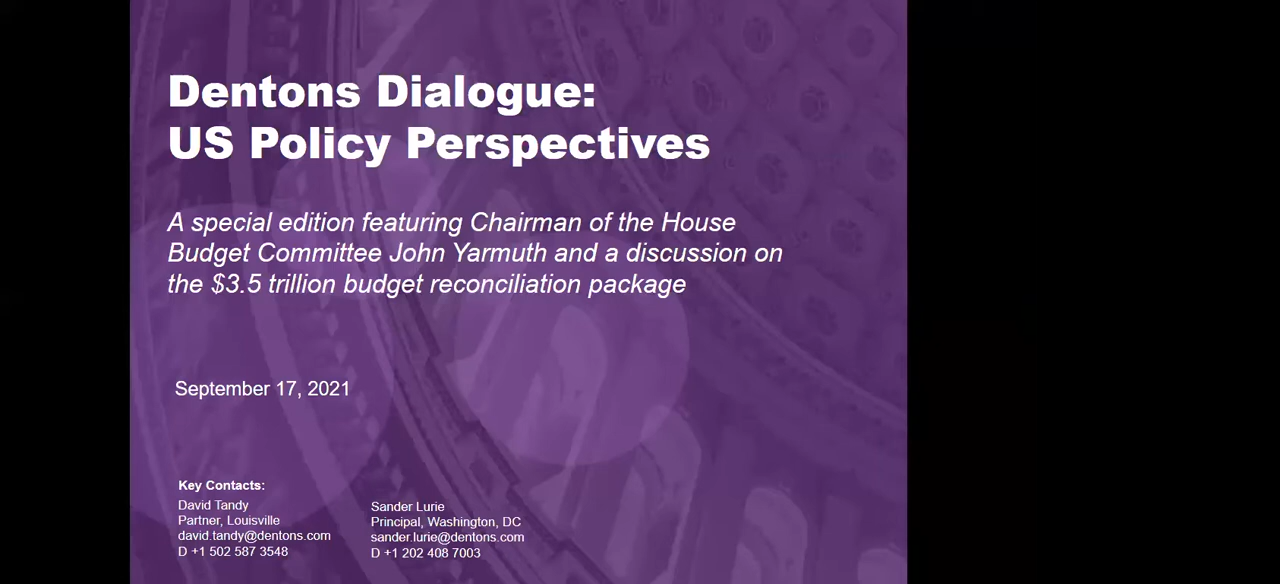 Dentons Dialogue:
US Policy Perspectives
A special edition featuring Chairman of the House
Budget Committee John Yarmuth and a discussion on
the $3.5 trillion budget reconciliation package
September 17, 2021
Key Contacts:
David Tandy
Partner, Louisville
david.tandy@dentons.com
D +1 502 587 3548
Sander Lurie
Principal, Washington, DC
sander.lurie@dentons.com
D +1 202 408 7003